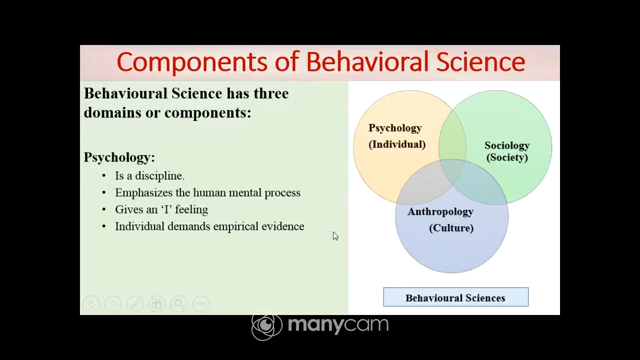 Components of Behavioral Science
Behavioural Science has three
domains or components:
Psychology:
• Is a discipline.
• Emphasizes the human mental process
• Gives an ‘I’ feeling
• Individual demands empirical evidence
Psychology
(Individual)
Sociology
(Society)
Anthropology
(Culture)
Behavioural Sciences
manycam